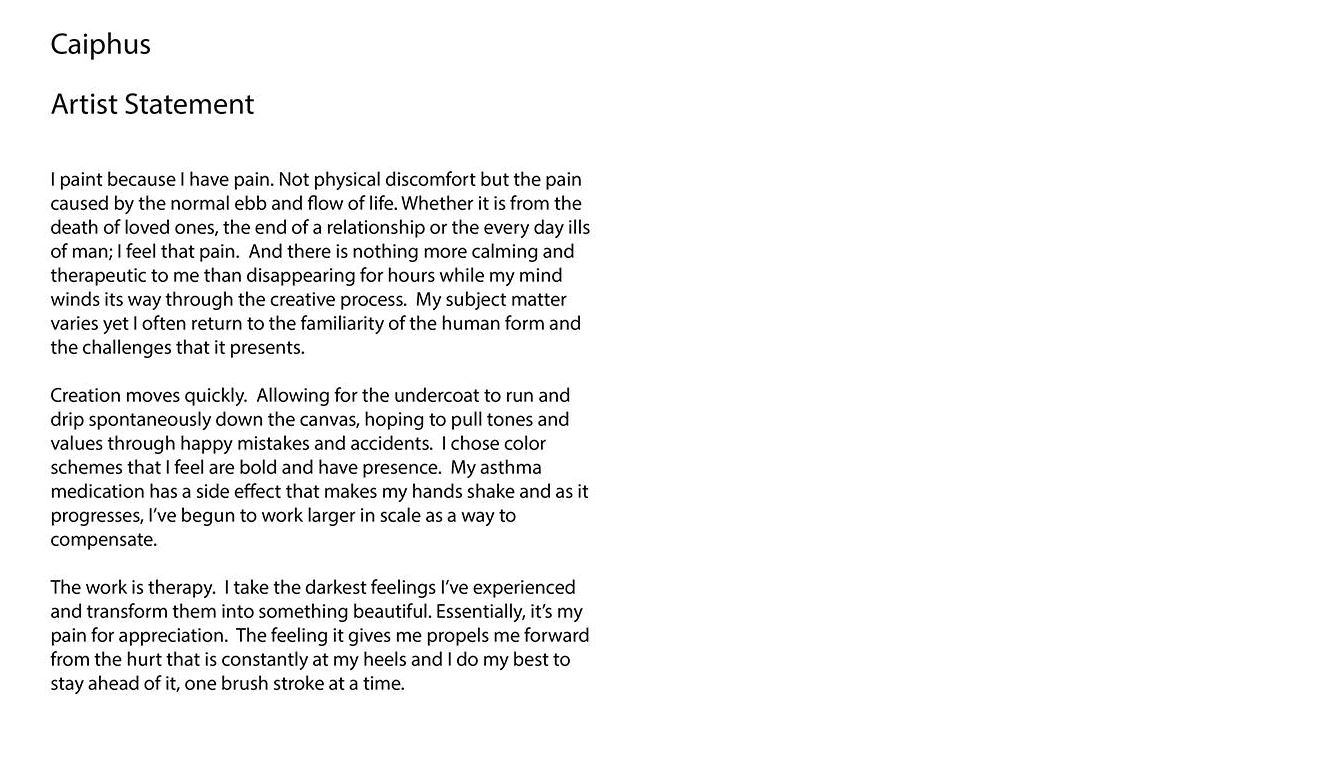 Caiphus
Artist Statement
I paint because I have pain. Not physical discomfort but the pain
caused by the normal ebb and flow of life. Whether it is from the
death of loved ones, the end of a relationship or the every day ills
of man; I feel that pain.  And there is nothing more calming and
therapeutic to me than disappearing for hours while my mind
winds its way through the creative process.  My subject matter
varies yet I often return to the familiarity of the human form and
the challenges that it presents.
Creation moves quickly.  Allowing for the undercoat to run and
drip spontaneously down the canvas, hoping to pull tones and
values through happy mistakes and accidents.  I chose color
schemes that I feel are bold and have presence.  My asthma
medication has a side effect that makes my hands shake and as it
progresses, I’ve begun to work larger in scale as a way to
compensate.
The work is therapy.  I take the darkest feelings I’ve experienced
and transform them into something beautiful. Essentially, it’s my
pain for appreciation.  The feeling it gives me propels me forward
from the hurt that is constantly at my heels and I do my best to
stay ahead of it, one brush stroke at a time.